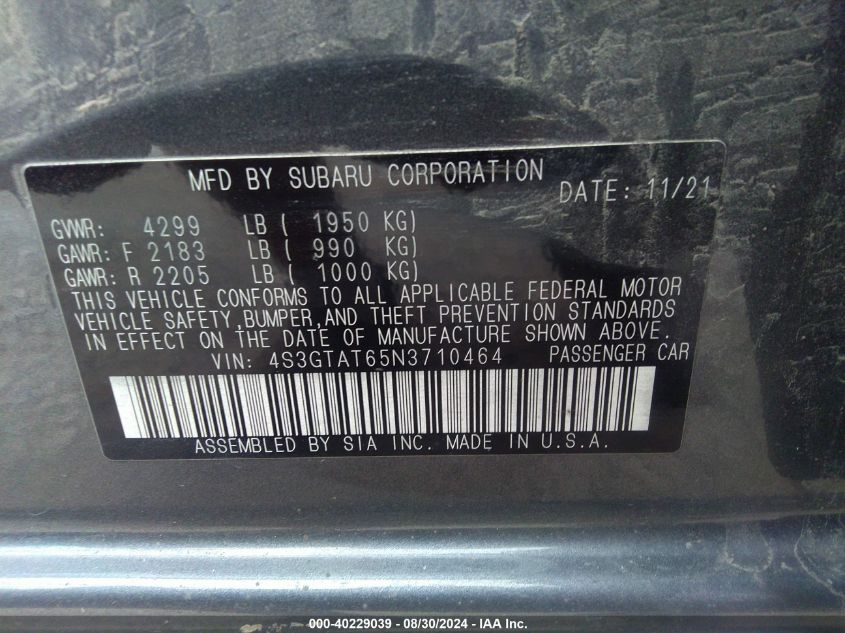 MFD BY SUBARU CORPORATION DATE: 11/21
GVWR: 4299 LB ( 1950 KG)
GAWR: F 2183 LB ( 990 KG)
GAWR: R 2205 LB ( 1000 KG)
THIS VEHICLE CONFORMS TO ALL APPLICABLE FEDERAL MOTOR
VEHICLE SAFETY,BUMPER,AND THEFT PREVENTION STANDARDS
IN EFFECT ON THE DATE OF MANUFACTURE SHOWN ABOVE.
VIN: 4S3GTAT65N3710464 PASSENGER CAR
ASSEMBLED BY SIA INC. MADE IN U.S.A.
000-40229039 - 08/30/2024 - IAA Inc.